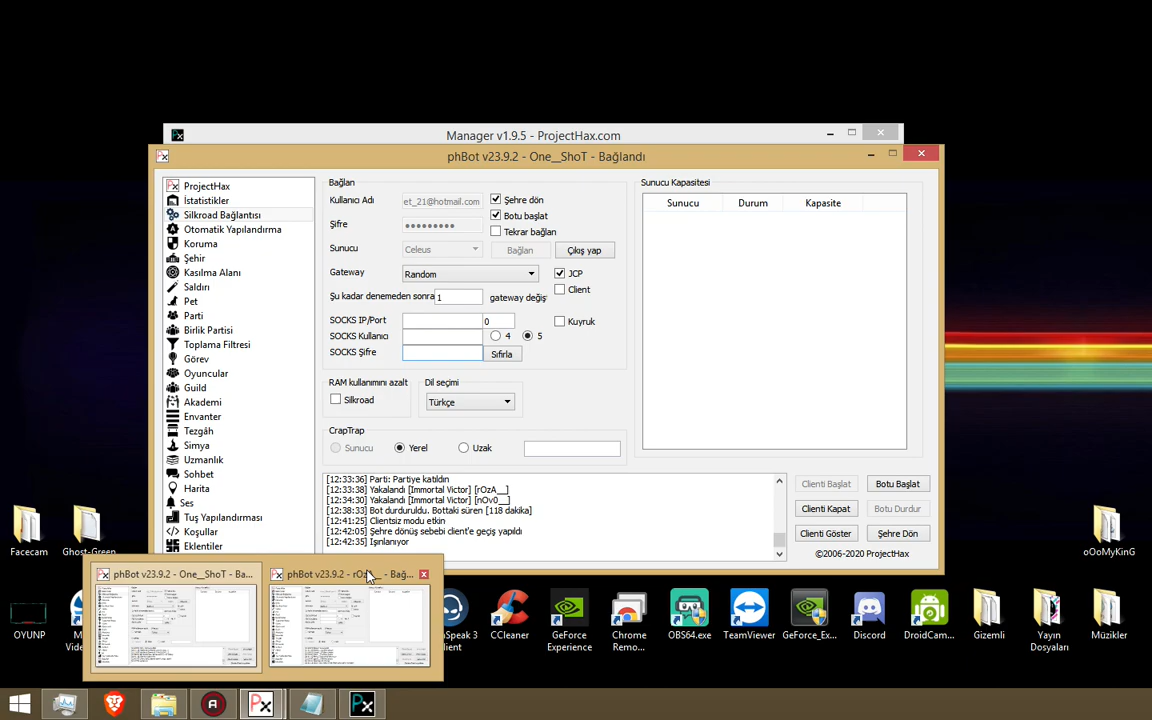 Manager v1.9.5 - ProjectHax.com
phBot v23.9.2 - One__ShoT - Bağlandı
ProjectHax
İstatistikler
Silkroad Bağlantısı
Otomatik Yapılandırma
Koruma
Şehir
Kasılma Alanı
Saldırı
Pet
Parti
Birlik Partisi
Toplama Filtresi
Görev
Oyuncular
Guild
Akademi
Envanter
Tezgâh
Simya
Uzmanlık
Sohbet
Harita
Ses
Tuş Yapılandırması
Koşullar
Eklentiler
Bağlan
Kullanıcı Adı
et_21@hotmail.com
Şehre dön
Şifre
Botu başlat
Tekrar bağlan
Sunucu
Celeus
Bağlan
Çıkış yap
Gateway
Random
JCP
Client
Şu kadar denemeden sonra
1
gateway değiş
SOCKS IP/Port
0
Kuyruk
SOCKS Kullanıcı
4
5
SOCKS Şifre
Sıfırla
RAM kullanımını azalt
Silkroad
Dil seçimi
Türkçe
CrapTrap
Sunucu
Yerel
Uzak
Sunucu Kapasitesi
Sunucu Durum Kapasite
[12:33:36] Parti: Partiye katıldın
[12:33:38] Yakalandı [Immortal Victor] [rOzA__]
[12:34:30] Yakalandı [Immortal Victor] [nOv0__]
[12:38:33] Bot durduruldu. Bottaki süren [118 dakika]
[12:41:25] Clientsiz modu etkin
[12:42:05] Şehre dönüş sebebi client'e geçiş yapıldı
[12:42:35] Işınlanıyor
Clienti Başlat
Botu Başlat
Clienti Kapat
Botu Durdur
Clienti Göster
Şehre Dön
©2006-2020 ProjectHax
phBot v23.9.2 - One__ShoT - Ba...
phBot v23.9.2 - rOz
- Bağ...
Facecam
Ghost-Green
oOoMyKinG
OYUNP
CCleaner
GeForce
Experience
Chrome
Remo...
OBS64.exe
TeamViewer
GeForce_Ex...
Discord
DroidCam...
Gizemli
Yayın
Dosyaları
Müzikler